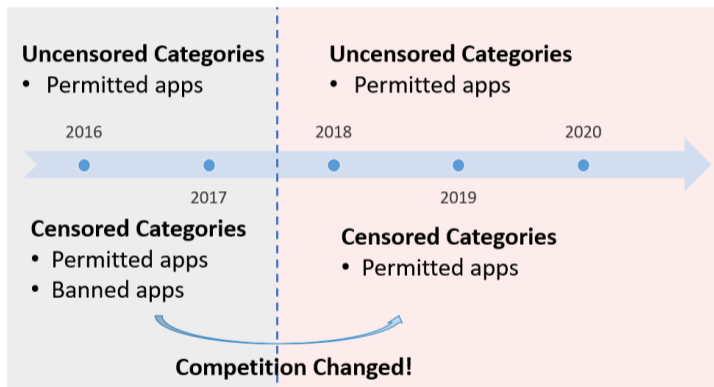 Uncensored Categories
• Permitted apps
Uncensored Categories
• Permitted apps
2016
2018
2020
2017
2019
Censored Categories
• Permitted apps
• Banned apps
Censored Categories
• Permitted apps
Competition Changed!